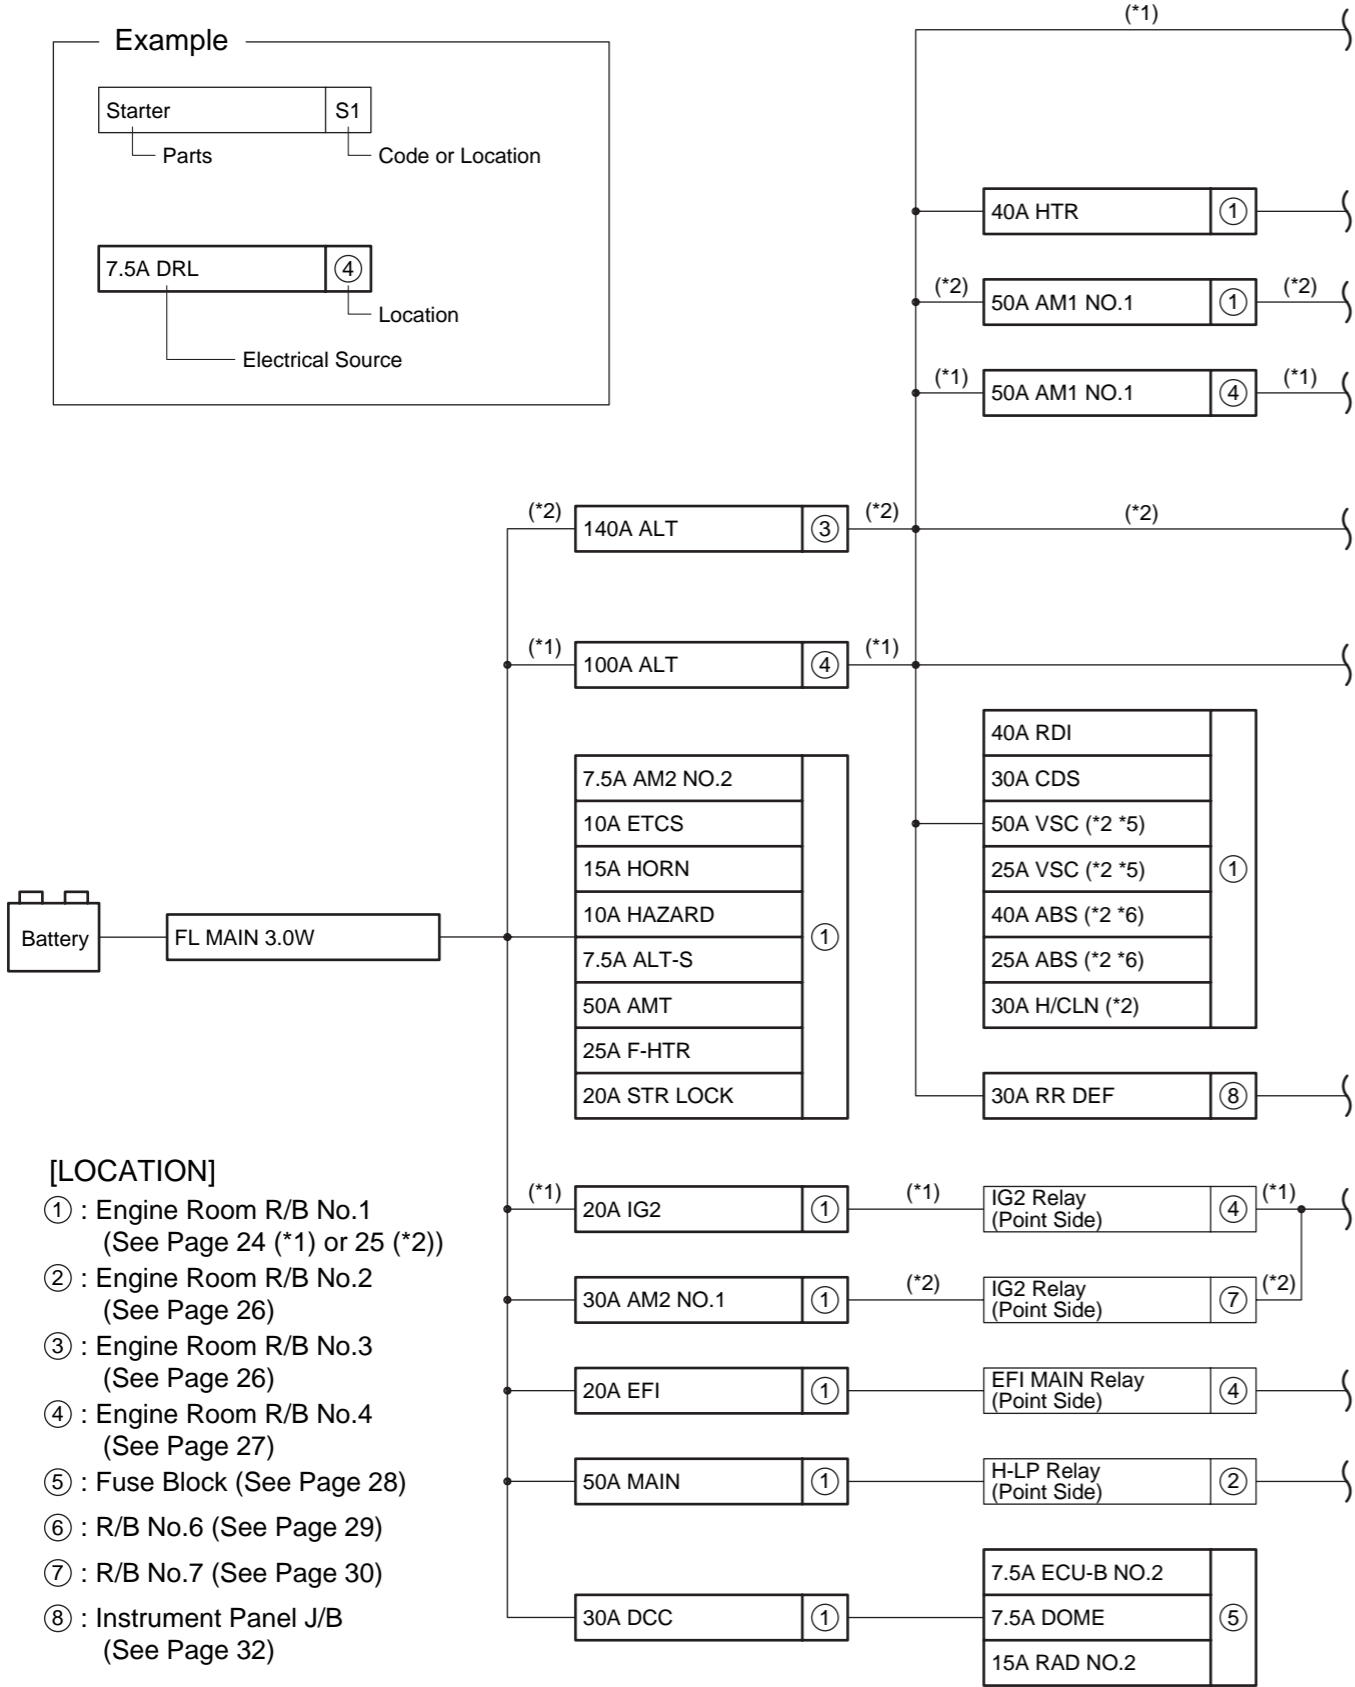 Example
Starter
S1
Parts
Code or Location
7.5A DRL
4
Location
Electrical Source
(*1)
40A HTR
1
(*2)
50A AM1 NO.1
1
(*2)
(*1)
50A AM1 NO.1
4
(*1)
(*2)
140A ALT
3
(*2)
(*2)
(*1)
100A ALT
4
(*1)
40A RDI
30A CDS
50A VSC (*2 *5)
25A VSC (*2 *5)
40A ABS (*2 *6)
25A ABS (*2 *6)
30A H/CLN (*2)
1
7.5A AM2 NO.2
10A ETCS
15A HORN
10A HAZARD
7.5A ALT-S
50A AMT
25A F-HTR
20A STR LOCK
1
Battery
FL MAIN 3.0W
30A RR DEF
8
(*1)
20A IG2
1
(*1)
IG2 Relay
(Point Side)
4
(*1)
30A AM2 NO.1
1
(*2)
IG2 Relay
(Point Side)
7
(*2)
20A EFI
1
EFI MAIN Relay
(Point Side)
4
50A MAIN
1
H-LP Relay
(Point Side)
2
30A DCC
1
7.5A ECU-B NO.2
7.5A DOME
15A RAD NO.2
5
[LOCATION]
1 : Engine Room R/B No.1
(See Page 24 (*1) or 25 (*2))
2 : Engine Room R/B No.2
(See Page 26)
3 : Engine Room R/B No.3
(See Page 26)
4 : Engine Room R/B No.4
(See Page 27)
5 : Fuse Block (See Page 28)
6 : R/B No.6 (See Page 29)
7 : R/B No.7 (See Page 30)
8 : Instrument Panel J/B
(See Page 32)